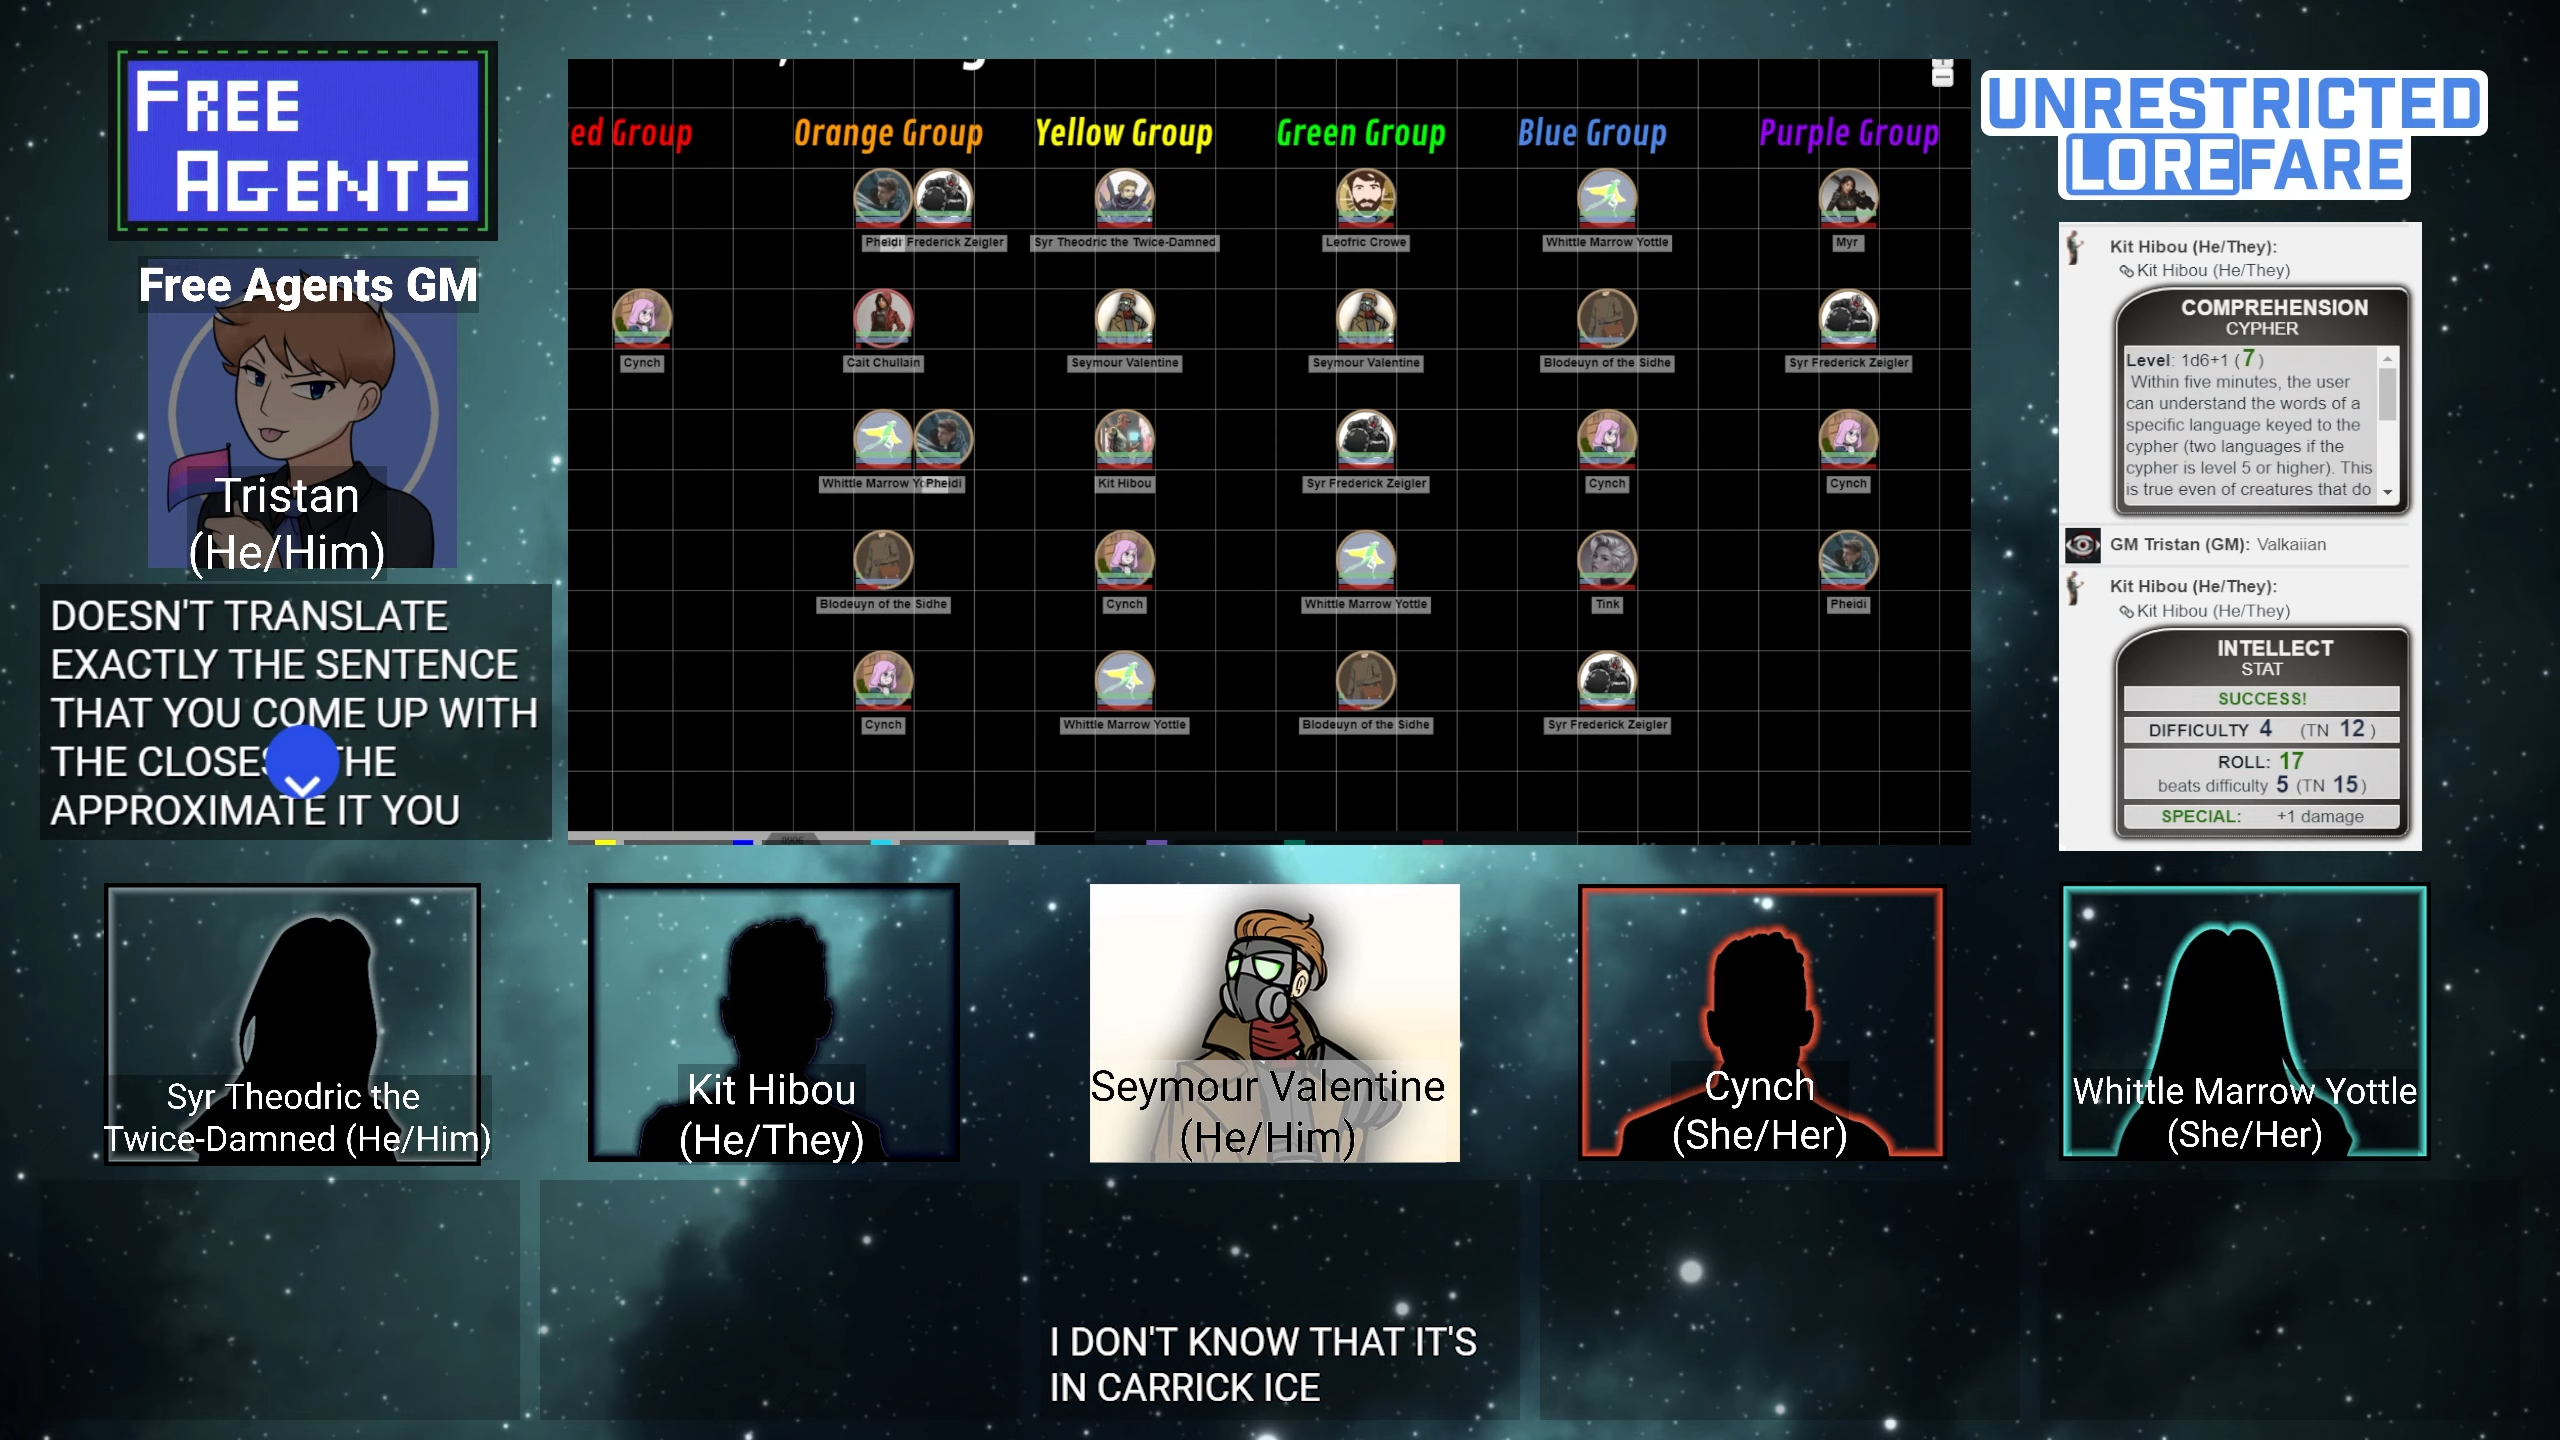 FREE
AGENTS
Free Agents GM
Tristan
(He/Him)
DOESN'T TRANSLATE
EXACTLY THE SENTENCE
THAT YOU COME UP WITH
THE CLOSES THE
APPROXIMATE IT YOU
ed Group
Orange Group
Yellow Group
Green Group
Blue Group
Purple Group
Pheidi
Frederick Zeigler
Syr Theodric the Twice-Damned
Leofric Crowe
Whittle Marrow Yottle
Myr
Cynch
Cait Chullain
Seymour Valentine
Seymour Valentine
Blodeuyn of the Sidhe
Syr Frederick Zeigler
Whittle Marrow Yo
Pheidi
Kit Hibou
Syr Frederick Zeigler
Cynch
Cynch
Blodeuyn of the Sidhe
Cynch
Whittle Marrow Yottle
Tink
Pheidi
Cynch
Whittle Marrow Yottle
Blodeuyn of the Sidhe
Syr Frederick Zeigler
UNRESTRICTED
LOREFARE
Kit Hibou (He/They):
Kit Hibou (He/They)
COMPREHENSION
CYPHER
Level: 1d6+1 (7)
Within five minutes, the user
can understand the words of a
specific language keyed to the
cypher (two languages if the
cypher is level 5 or higher). This
is true even of creatures that do
GM Tristan (GM): Valkaiian
Kit Hibou (He/They):
Kit Hibou (He/They)
INTELLECT
STAT
SUCCESS!
DIFFICULTY 4 (TN 12)
ROLL: 17
beats difficulty 5 (TN 15)
SPECIAL: +1 damage
Syr Theodric the
Twice-Damned (He/Him)
Kit Hibou
(He/They)
Seymour Valentine
(He/Him)
Cynch
(She/Her)
Whittle Marrow Yottle
(She/Her)
I DON'T KNOW THAT IT'S
IN CARRICK ICE